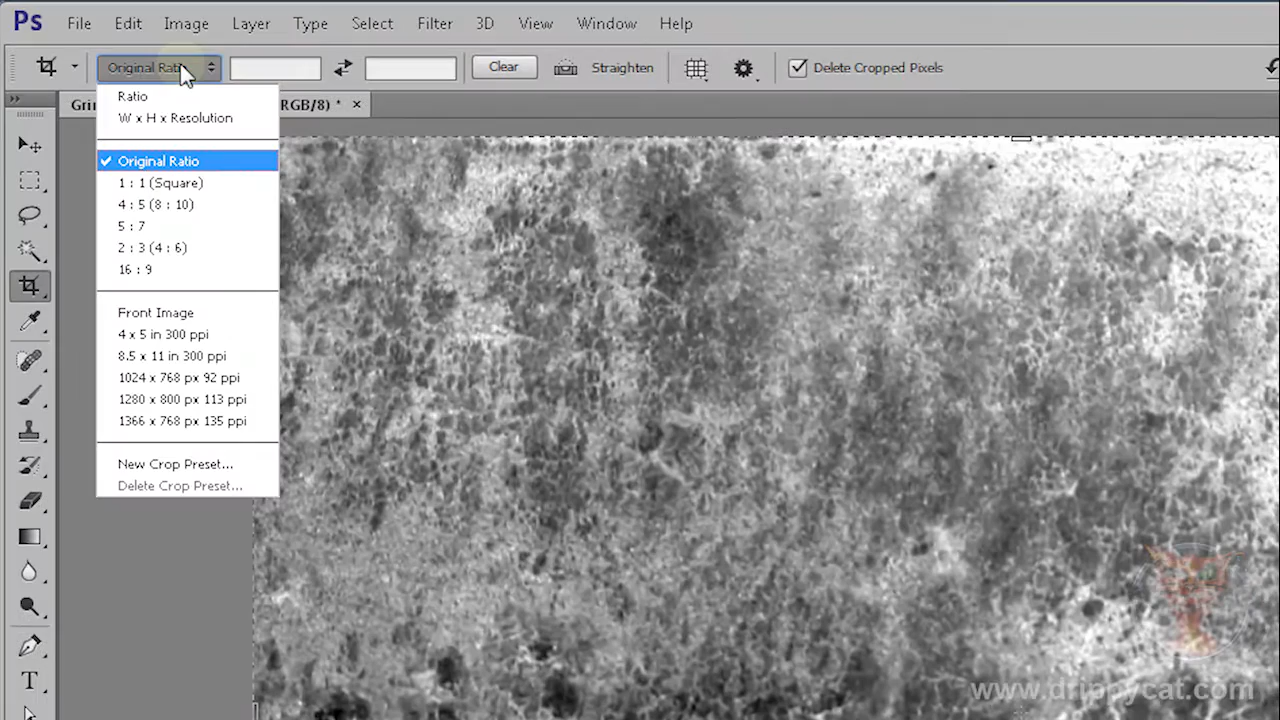 Ps File Edit Image Layer Type Select Filter 3D View Window Help
Original Ratio Clear Straighten Delete Cropped Pixels
RGB/8) * ×
Ratio
W x H x Resolution
Original Ratio
1 : 1 (Square)
4 : 5 (8 : 10)
5 : 7
2 : 3 (4 : 6)
16 : 9
Front Image
4 x 5 in 300 ppi
8.5 x 11 in 300 ppi
1024 x 768 px 92 ppi
1280 x 800 px 113 ppi
1366 x 768 px 135 ppi
New Crop Preset...
Delete Crop Preset...
T
www.drippycat.com